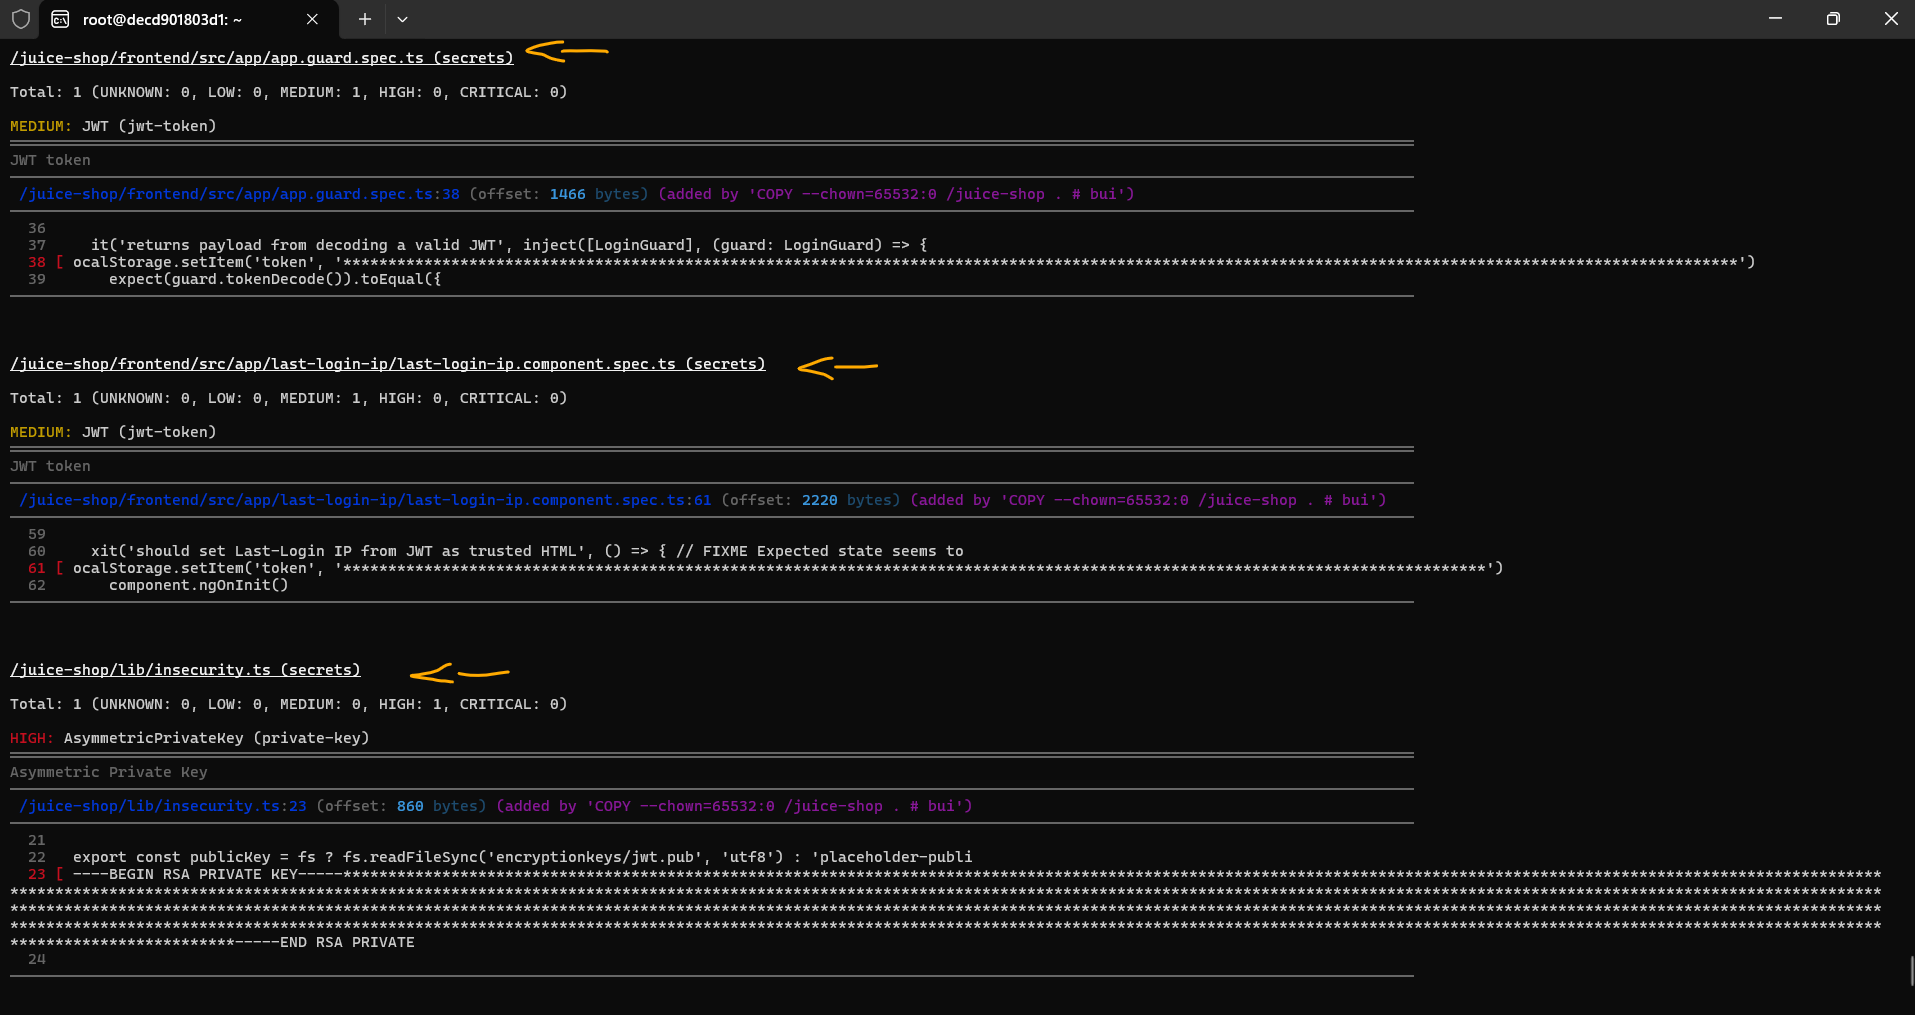 root@decd901803d1: ~
/juice-shop/frontend/src/app/app.guard.spec.ts (secrets)
Total: 1 (UNKNOWN: 0, LOW: 0, MEDIUM: 1, HIGH: 0, CRITICAL: 0)
MEDIUM: JWT (jwt-token)
JWT token
/juice-shop/frontend/src/app/app.guard.spec.ts:38 (offset: 1466 bytes) (added by 'COPY --chown=65532:0 /juice-shop . # bui')
36
37 it('returns payload from decoding a valid JWT', inject([LoginGuard], (guard: LoginGuard) => {
38 [ ocalStorage.setItem('token', '***********************************************************************************************************************************************************')
39 expect(guard.tokenDecode()).toEqual({
/juice-shop/frontend/src/app/last-login-ip/last-login-ip.component.spec.ts (secrets)
Total: 1 (UNKNOWN: 0, LOW: 0, MEDIUM: 1, HIGH: 0, CRITICAL: 0)
MEDIUM: JWT (jwt-token)
JWT token
/juice-shop/frontend/src/app/last-login-ip/last-login-ip.component.spec.ts:61 (offset: 2220 bytes) (added by 'COPY --chown=65532:0 /juice-shop . # bui')
59
60 xit('should set Last-Login IP from JWT as trusted HTML', () => { // FIXME Expected state seems to
61 [ ocalStorage.setItem('token', '*******************************************************************************************************************************')
62 component.ngOnInit()
/juice-shop/lib/insecurity.ts (secrets)
Total: 1 (UNKNOWN: 0, LOW: 0, MEDIUM: 0, HIGH: 1, CRITICAL: 0)
HIGH: AsymmetricPrivateKey (private-key)
Asymmetric Private Key
/juice-shop/lib/insecurity.ts:23 (offset: 860 bytes) (added by 'COPY --chown=65532:0 /juice-shop . # bui')
21
22 export const publicKey = fs ? fs.readFileSync('encryptionkeys/jwt.pub', 'utf8') : 'placeholder-publi
23 [ ----BEGIN RSA PRIVATE KEY-----***************************************************************************************************************************************************************************
****************************************************************************************************************************************************************************************************************
****************************************************************************************************************************************************************************************************************
****************************************************************************************************************************************************************************************************************
*************************-----END RSA PRIVATE
24